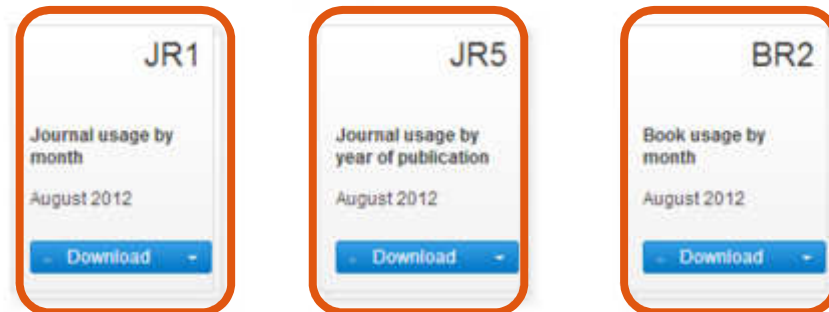 JR1
Journal usage by
month
August 2012
Download
JR5
Journal usage by
year of publication
August 2012
Download
BR2
Book usage by
month
August 2012
Download